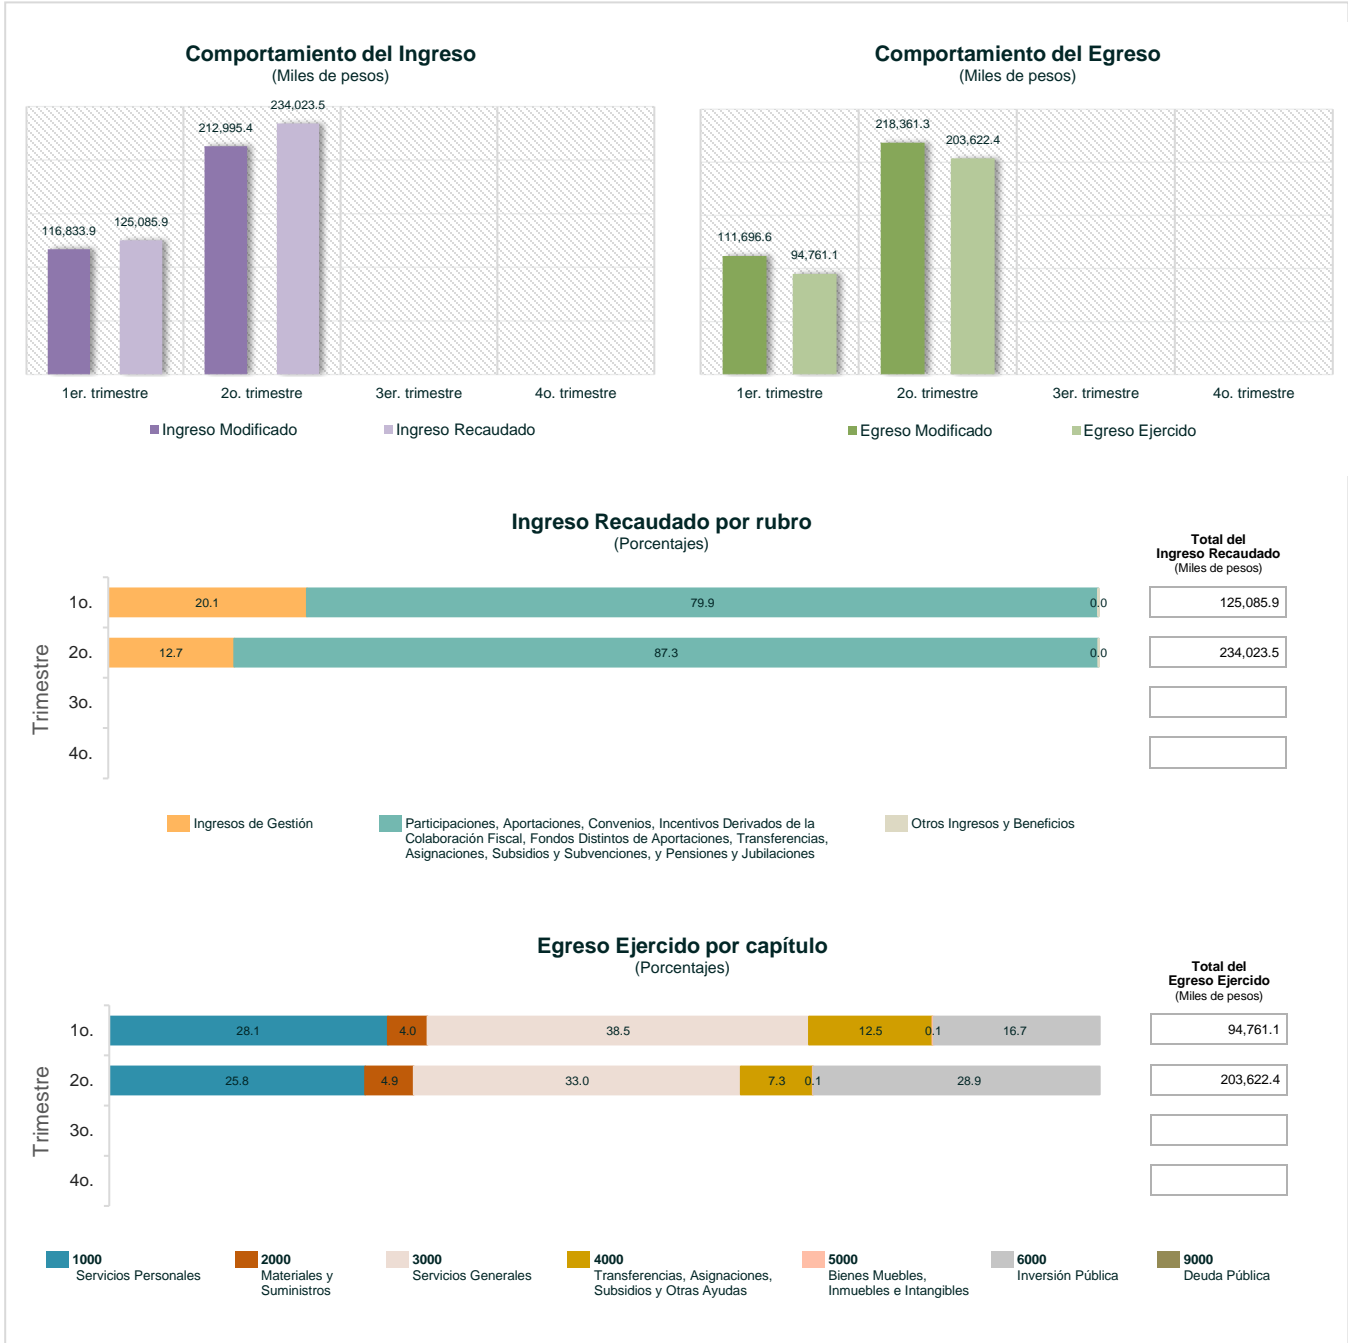 Comportamiento del Ingreso
(Miles de pesos)
116,833.9
125,085.9
212,995.4
234,023.5
1er. trimestre
2o. trimestre
3er. trimestre
4o. trimestre
Ingreso Modificado
Ingreso Recaudado
Comportamiento del Egreso
(Miles de pesos)
111,696.6
94,761.1
218,361.3
203,622.4
1er. trimestre
2o. trimestre
3er. trimestre
4o. trimestre
Egreso Modificado
Egreso Ejercido
Ingreso Recaudado por rubro
(Porcentajes)
Total del
Ingreso Recaudado
(Miles de pesos)
Trimestre
1o.
20.1
79.9
0.0
125,085.9
2o.
12.7
87.3
0.0
234,023.5
3o.
4o.
Ingresos de Gestión
Participaciones, Aportaciones, Convenios, Incentivos Derivados de la
Colaboración Fiscal, Fondos Distintos de Aportaciones, Transferencias,
Asignaciones, Subsidios y Subvenciones, y Pensiones y Jubilaciones
Otros Ingresos y Beneficios
Egreso Ejercido por capítulo
(Porcentajes)
Total del
Egreso Ejercido
(Miles de pesos)
Trimestre
1o.
28.1
4.0
38.5
12.5
0.1
16.7
94,761.1
2o.
25.8
4.9
33.0
7.3
0.1
28.9
203,622.4
3o.
4o.
1000
Servicios Personales
2000
Materiales y
Suministros
3000
Servicios Generales
4000
Transferencias, Asignaciones,
Subsidios y Otras Ayudas
5000
Bienes Muebles,
Inmuebles e Intangibles
6000
Inversión Pública
9000
Deuda Pública